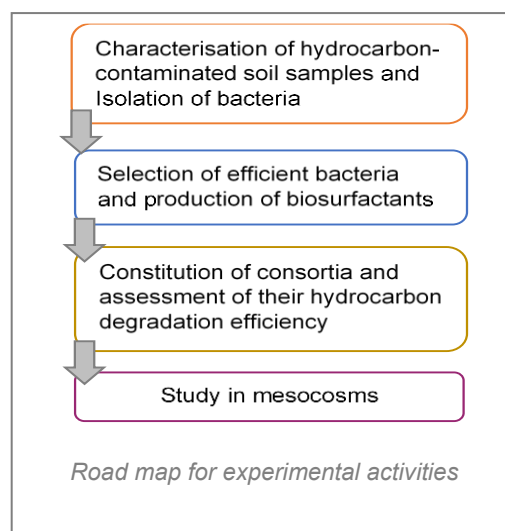 Characterisation of hydrocarbon-
contaminated soil samples and
Isolation of bacteria
Selection of efficient bacteria
and production of biosurfactants
Constitution of consortia and
assessment of their hydrocarbon
degradation efficiency
Study in mesocosms
Road map for experimental activities